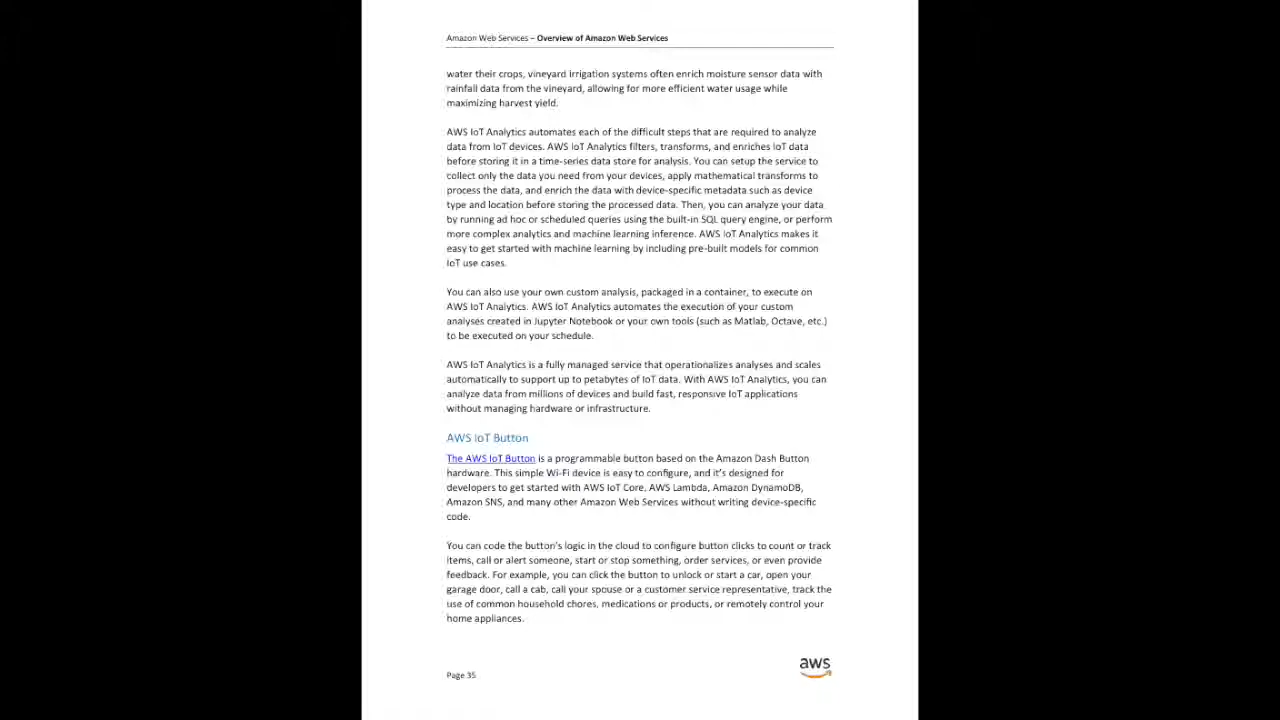 Amazon Web Services – Overview of Amazon Web Services
water their crops, vineyard irrigation systems often enrich moisture sensor data with
rainfall data from the vineyard, allowing for more efficient water usage while
maximizing harvest yield.
AWS IoT Analytics automates each of the difficult steps that are required to analyze
data from IoT devices. AWS IoT Analytics filters, transforms, and enriches IoT data
before storing it in a time-series data store for analysis. You can setup the service to
collect only the data you need from your devices, apply mathematical transforms to
process the data, and enrich the data with device-specific metadata such as device
type and location before storing the processed data. Then, you can analyze your data
by running ad hoc or scheduled queries using the built-in SQL query engine, or perform
more complex analytics and machine learning inference. AWS IoT Analytics makes it
easy to get started with machine learning by including pre-built models for common
IoT use cases.
You can also use your own custom analysis, packaged in a container, to execute on
AWS IoT Analytics. AWS IoT Analytics automates the execution of your custom
analyses created in Jupyter Notebook or your own tools (such as Matlab, Octave, etc.)
to be executed on your schedule.
AWS IoT Analytics is a fully managed service that operationalizes analyses and scales
automatically to support up to petabytes of IoT data. With AWS IoT Analytics, you can
analyze data from millions of devices and build fast, responsive IoT applications
without managing hardware or infrastructure.
AWS IoT Button
The AWS IoT Button is a programmable button based on the Amazon Dash Button
hardware. This simple Wi-Fi device is easy to configure, and it's designed for
developers to get started with AWS IoT Core, AWS Lambda, Amazon DynamoDB,
Amazon SNS, and many other Amazon Web Services without writing device-specific
code.
You can code the button's logic in the cloud to configure button clicks to count or track
items, call or alert someone, start or stop something, order services, or even provide
feedback. For example, you can click the button to unlock or start a car, open your
garage door, call a cab, call your spouse or a customer service representative, track the
use of common household chores, medications or products, or remotely control your
home appliances.
Page 35
aws